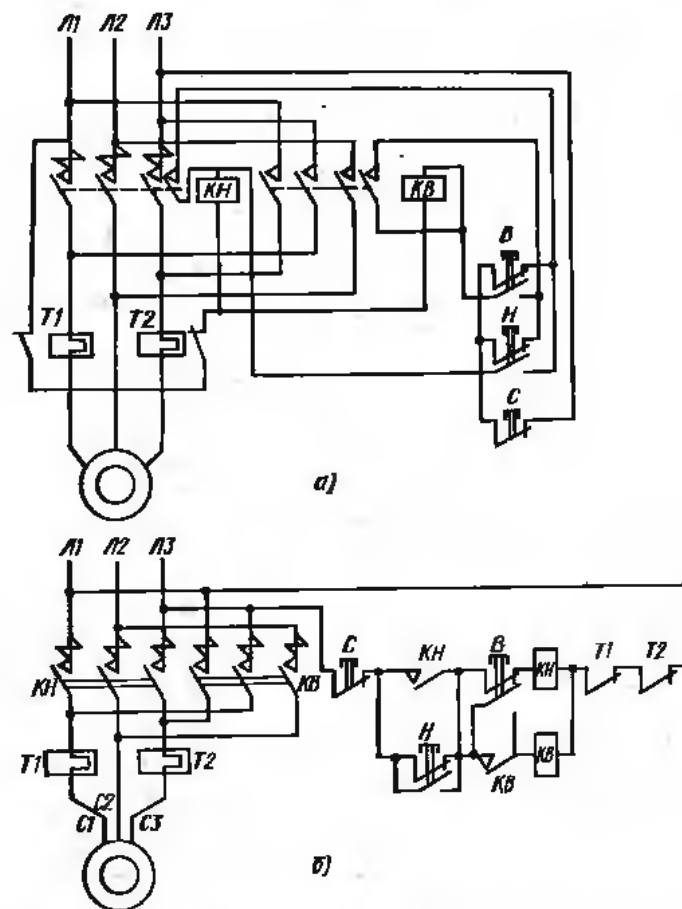 Л1 Л2 Л3
КН КВ
В
Т1 Т2 Н
С
а)
Л1 Л2 Л3
С КН В КН Т1 Т2
КН КВ
Н
Т1 Т2 КВ КВ
С2
С1 С3
б)